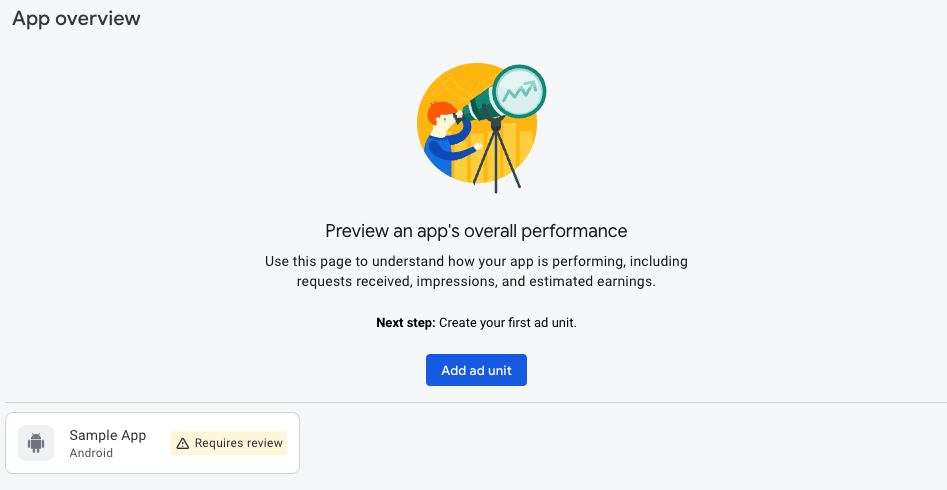 App overview
Preview an app's overall performance
Use this page to understand how your app is performing, including
requests received, impressions, and estimated earnings.
Next step: Create your first ad unit.
Add ad unit
Sample App
Android
Requires review